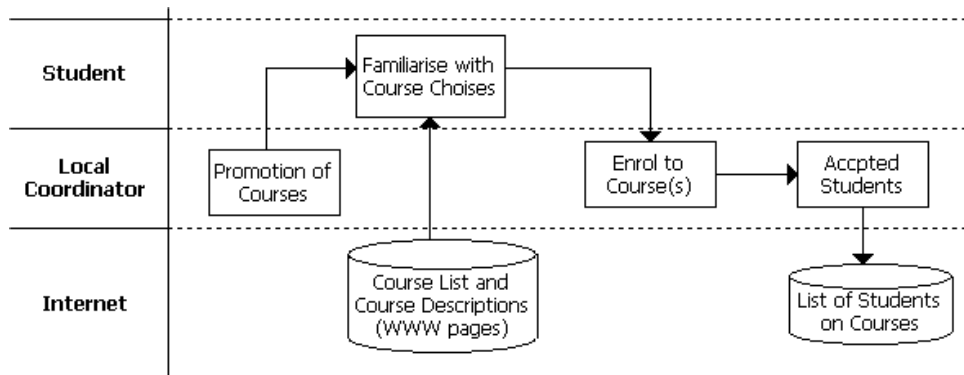 Student
Familiarise with
Course Choises
Local
Coordinator
Promotion of
Courses
Enrol to
Course(s)
Accpted
Students
Internet
Course List and
Course Descriptions
(WWW pages)
List of Students
on Courses